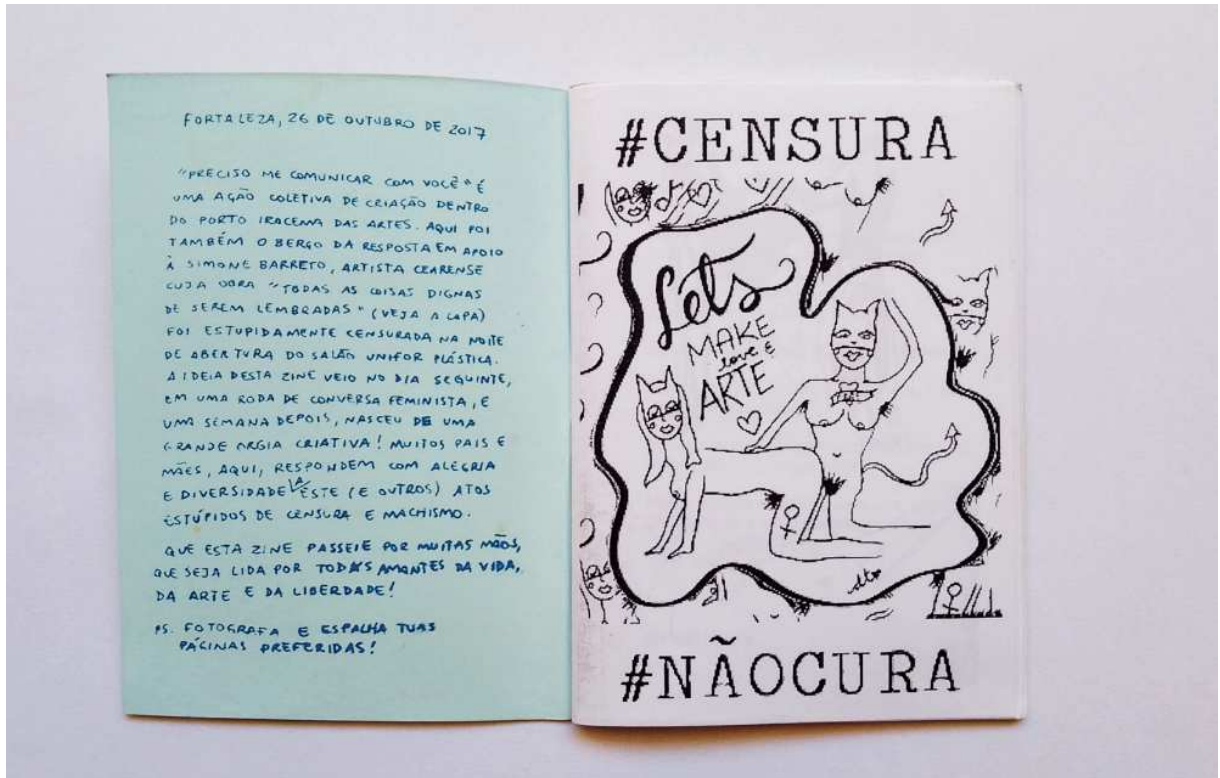 FORTALEZA, 26 DE OUTUBRO DE 2017
"PRECISO ME COMUNICAR COM VOCÊ" É
UMA AÇÃO COLETIVA DE CRIAÇÃO DENTRO
DO PORTO IRACEMA DAS ARTES. AQUI FOI
TAMBÉM O BERÇO DA RESPOSTA EM APOIO
À SIMONE BARRETO, ARTISTA CEARENSE
CUJA OBRA "TODAS AS COISAS DIGNAS
DE SEREM LEMBRADAS" (VEJA A CAPA)
FOI ESTUPIDAMENTE CENSURADA NA NOITE
DE ABERTURA DO SALÃO UNIFOR PLÁSTICA.
A IDEIA DESTA ZINE VEIO NO DIA SEGUINTE,
EM UMA RODA DE CONVERSA FEMINISTA, E
UMA SEMANA DEPOIS, NASCEU DE UMA
GRANDE ORGIA CRIATIVA! MUITOS PAIS E
MÃES, AQUI, RESPONDEM COM ALEGRIA
E DIVERSIDADE A ESTE (E OUTROS) ATOS
ESTÚPIDOS DE CENSURA E MACHISMO.
QUE ESTA ZINE PASSEIE POR MUITAS MÃOS,
QUE SEJA LIDA POR TODAS AMANTES DA VIDA,
DA ARTE E DA LIBERDADE!
PS. FOTOGRAFA E ESPALHA TUAS
PÁGINAS PREFERIDAS!
#CENSURA
Lets
MAKE
love E
ARTE
#NÃOCURA